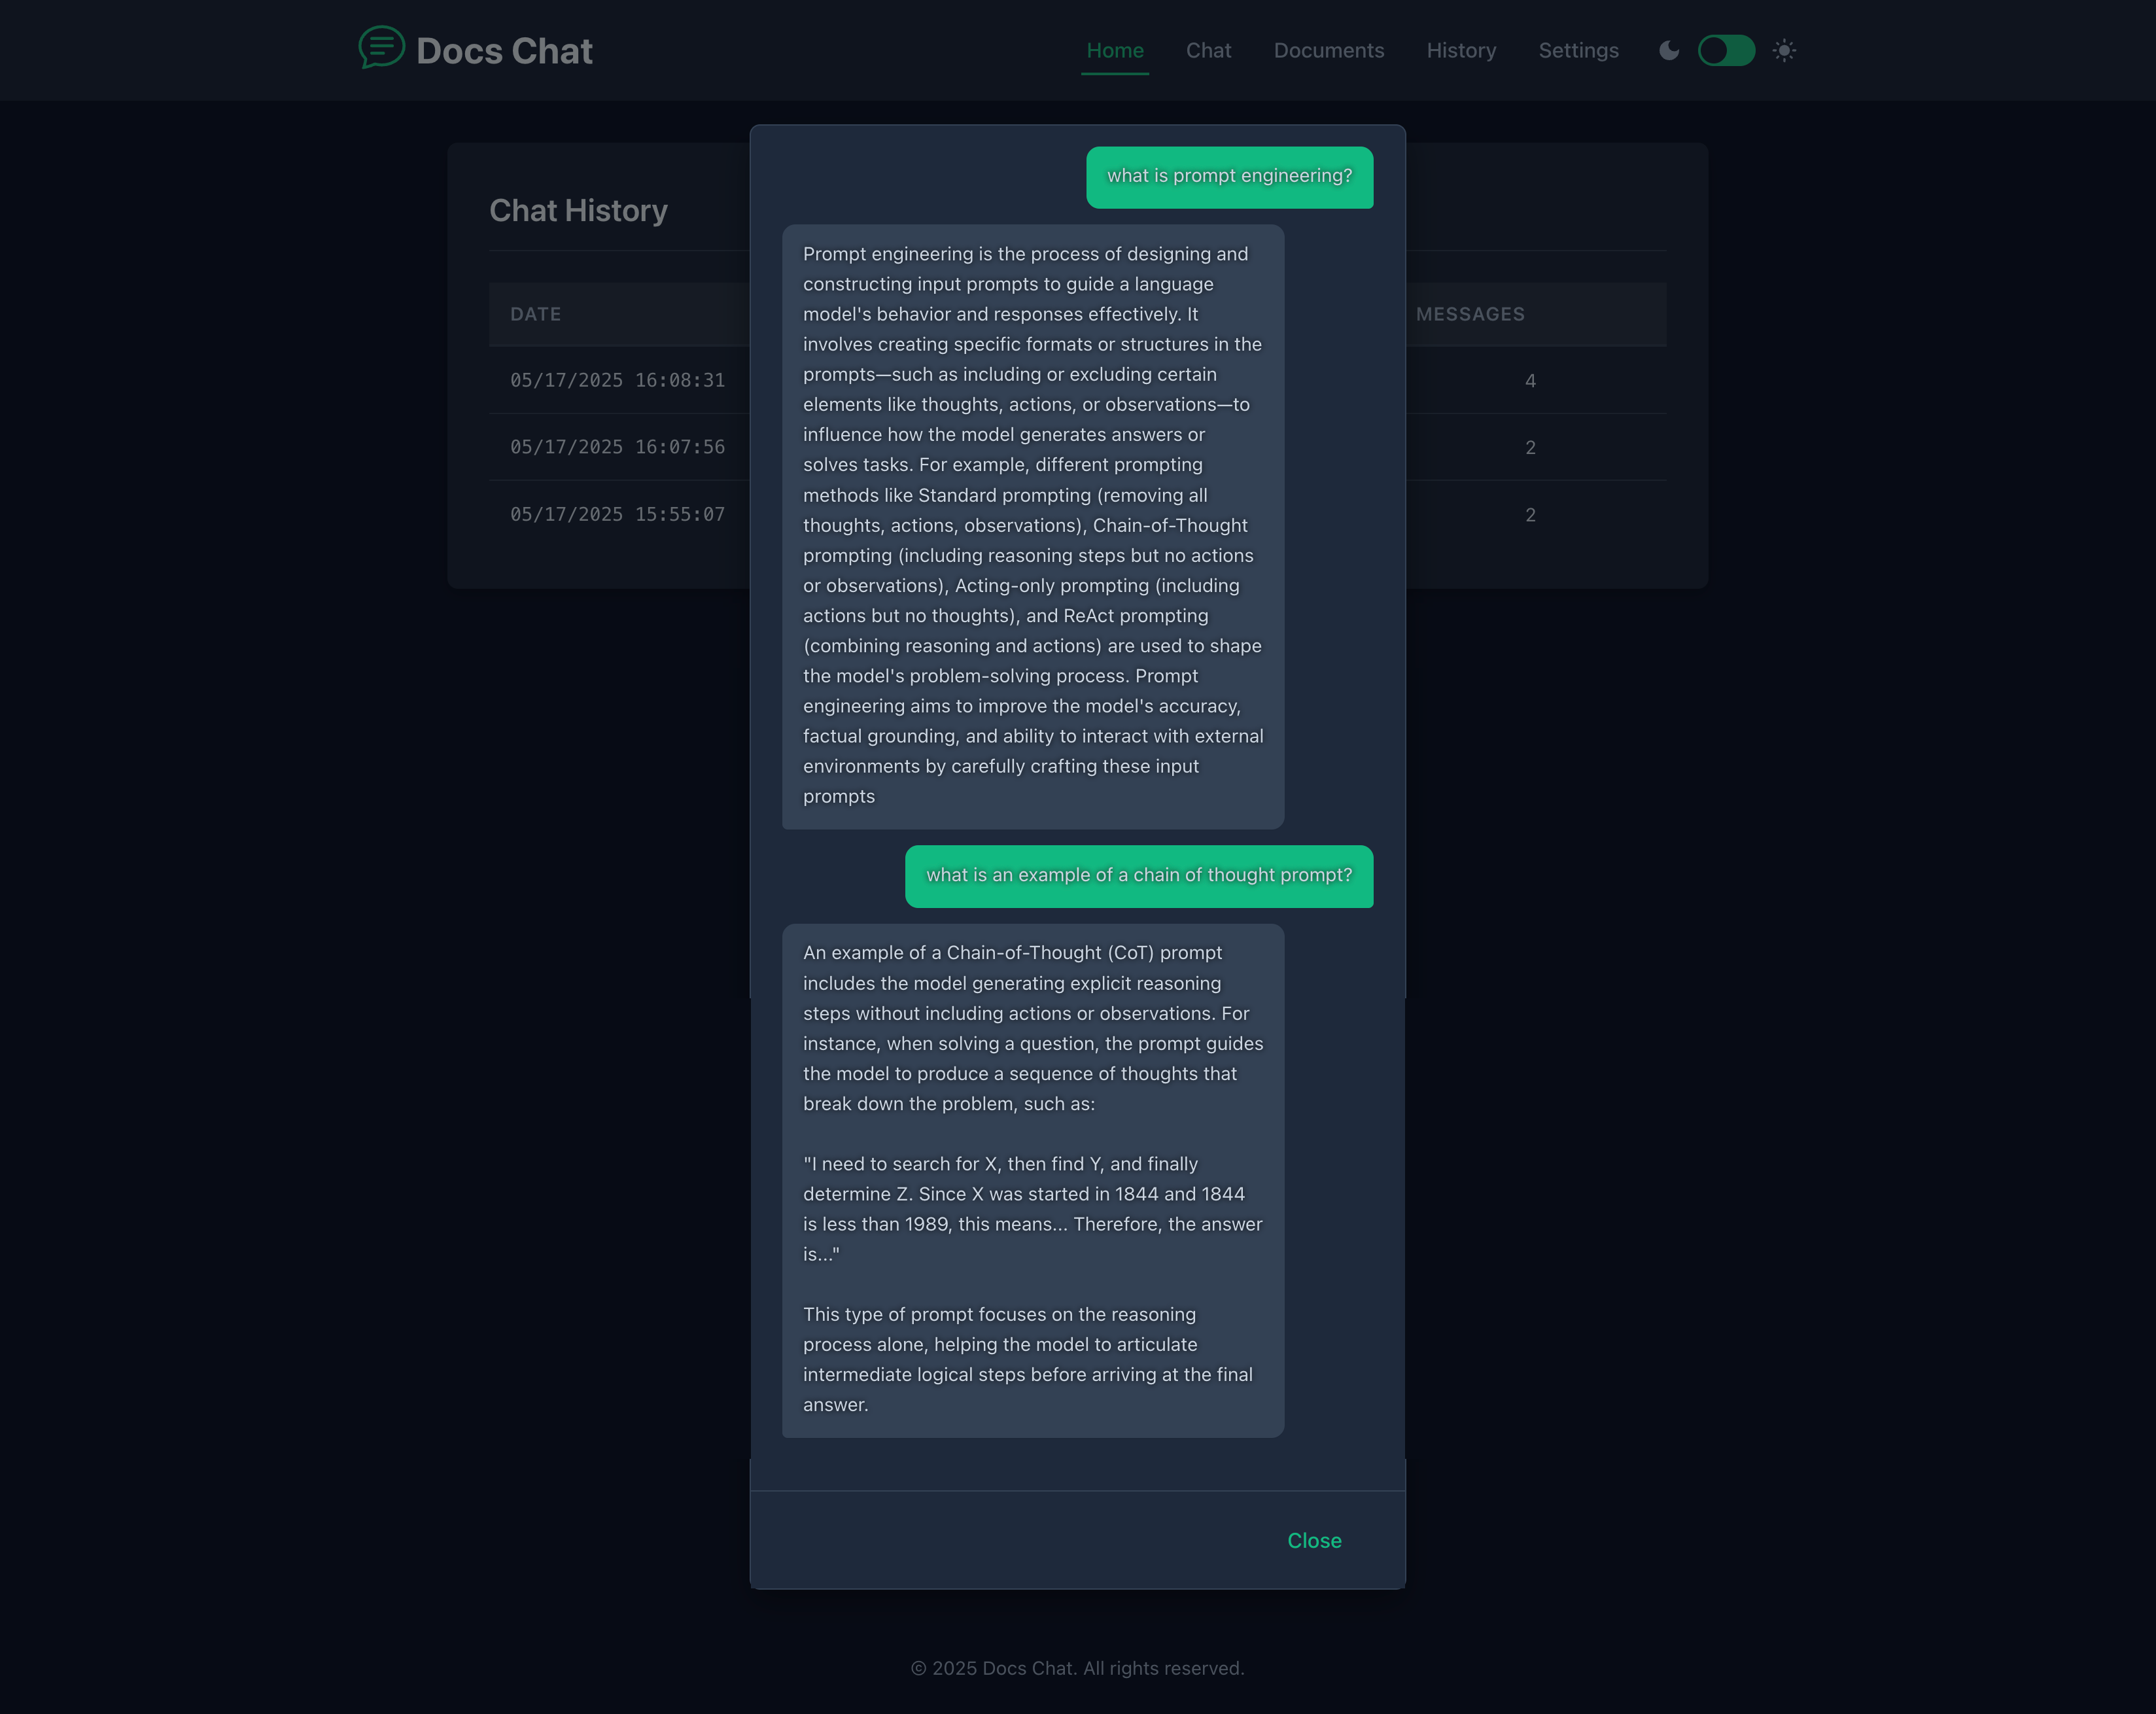 Docs Chat
Home Chat Documents History Settings
Chat History
DATE MESSAGES
05/17/2025 16:08:31 4
05/17/2025 16:07:56 2
05/17/2025 15:55:07 2
what is prompt engineering?
Prompt engineering is the process of designing and
constructing input prompts to guide a language
model's behavior and responses effectively. It
involves creating specific formats or structures in the
prompts—such as including or excluding certain
elements like thoughts, actions, or observations—to
influence how the model generates answers or
solves tasks. For example, different prompting
methods like Standard prompting (removing all
thoughts, actions, observations), Chain-of-Thought
prompting (including reasoning steps but no actions
or observations), Acting-only prompting (including
actions but no thoughts), and ReAct prompting
(combining reasoning and actions) are used to shape
the model's problem-solving process. Prompt
engineering aims to improve the model's accuracy,
factual grounding, and ability to interact with external
environments by carefully crafting these input
prompts
what is an example of a chain of thought prompt?
An example of a Chain-of-Thought (CoT) prompt
includes the model generating explicit reasoning
steps without including actions or observations. For
instance, when solving a question, the prompt guides
the model to produce a sequence of thoughts that
break down the problem, such as:
"I need to search for X, then find Y, and finally
determine Z. Since X was started in 1844 and 1844
is less than 1989, this means... Therefore, the answer
is..."
This type of prompt focuses on the reasoning
process alone, helping the model to articulate
intermediate logical steps before arriving at the final
answer.
Close
© 2025 Docs Chat. All rights reserved.